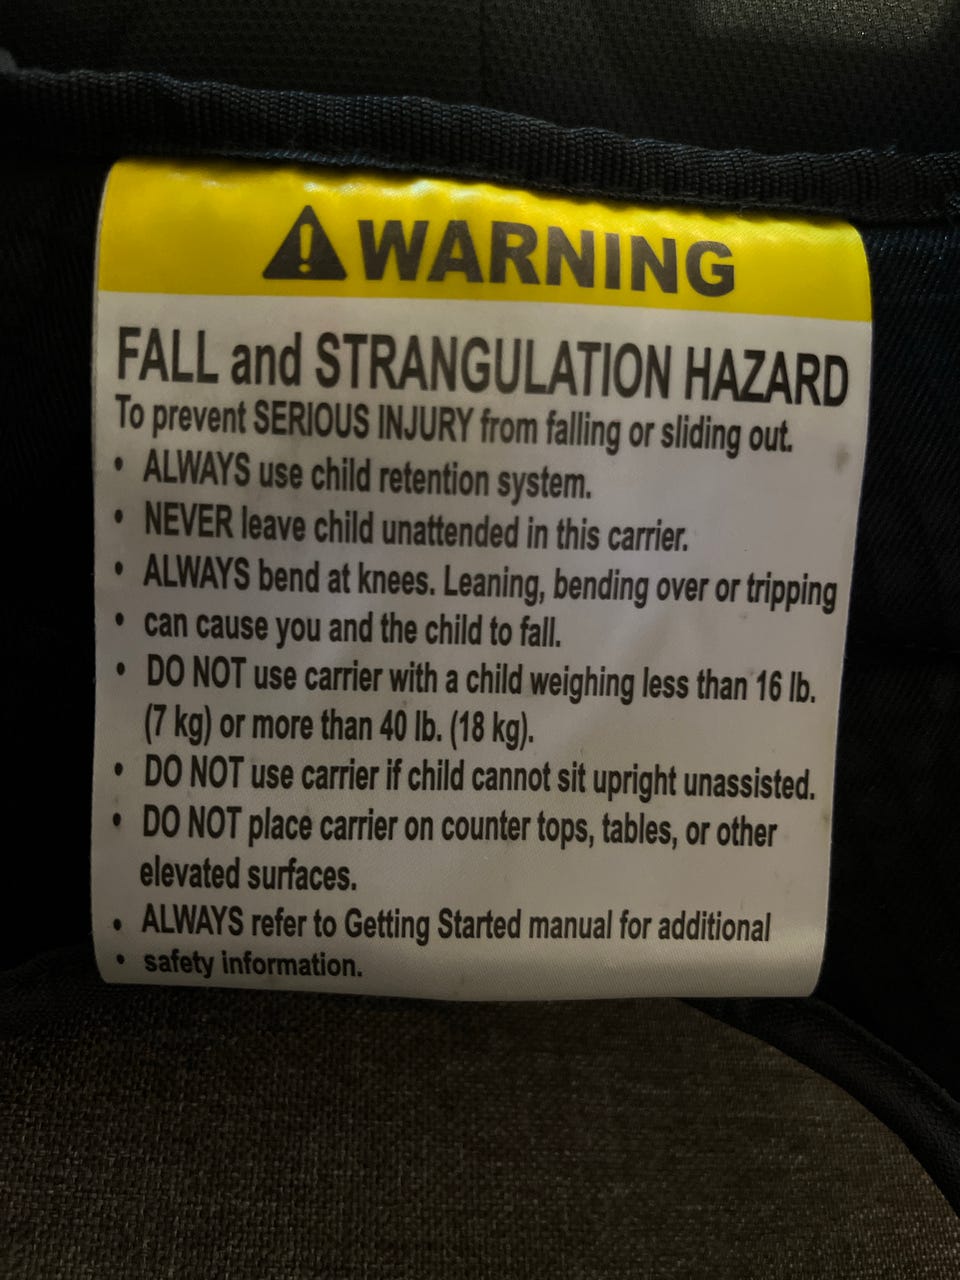 WARNING
FALL and STRANGULATION HAZARD
To prevent SERIOUS INJURY from falling or sliding out.
• ALWAYS use child retention system.
• NEVER leave child unattended in this carrier.
• ALWAYS bend at knees. Leaning, bending over or tripping
• can cause you and the child to fall.
• DO NOT use carrier with a child weighing less than 16 lb.
(7 kg) or more than 40 lb. (18 kg).
• DO NOT use carrier if child cannot sit upright unassisted.
• DO NOT place carrier on counter tops, tables, or other
elevated surfaces.
• ALWAYS refer to Getting Started manual for additional
• safety information.